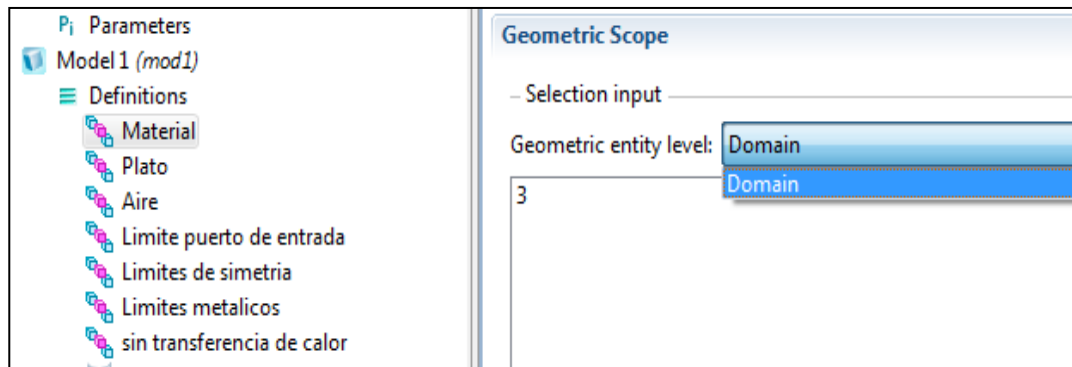 Pi Parameters
Model 1 (mod1)
Definitions
Material
Plato
Aire
Limite puerto de entrada
Limites de simetria
Limites metalicos
sin transferencia de calor
Geometric Scope
Selection input
Geometric entity level: Domain
Domain
3